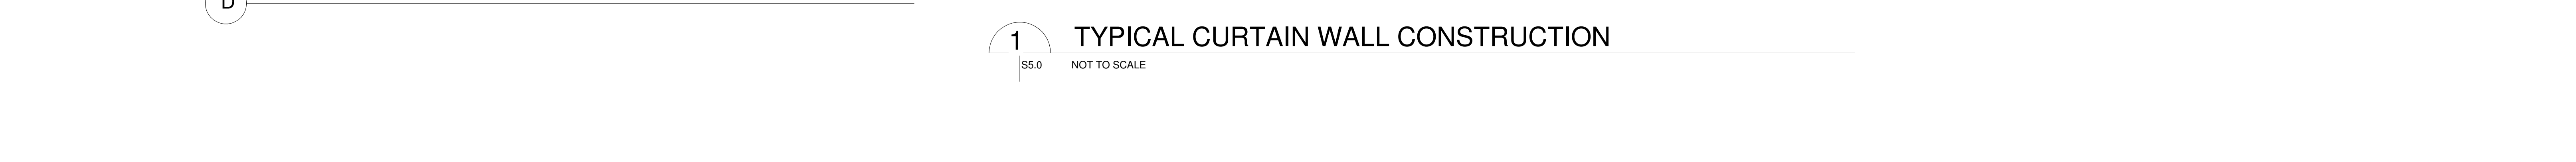 D
1 TYPICAL CURTAIN WALL CONSTRUCTION
S5.0 NOT TO SCALE